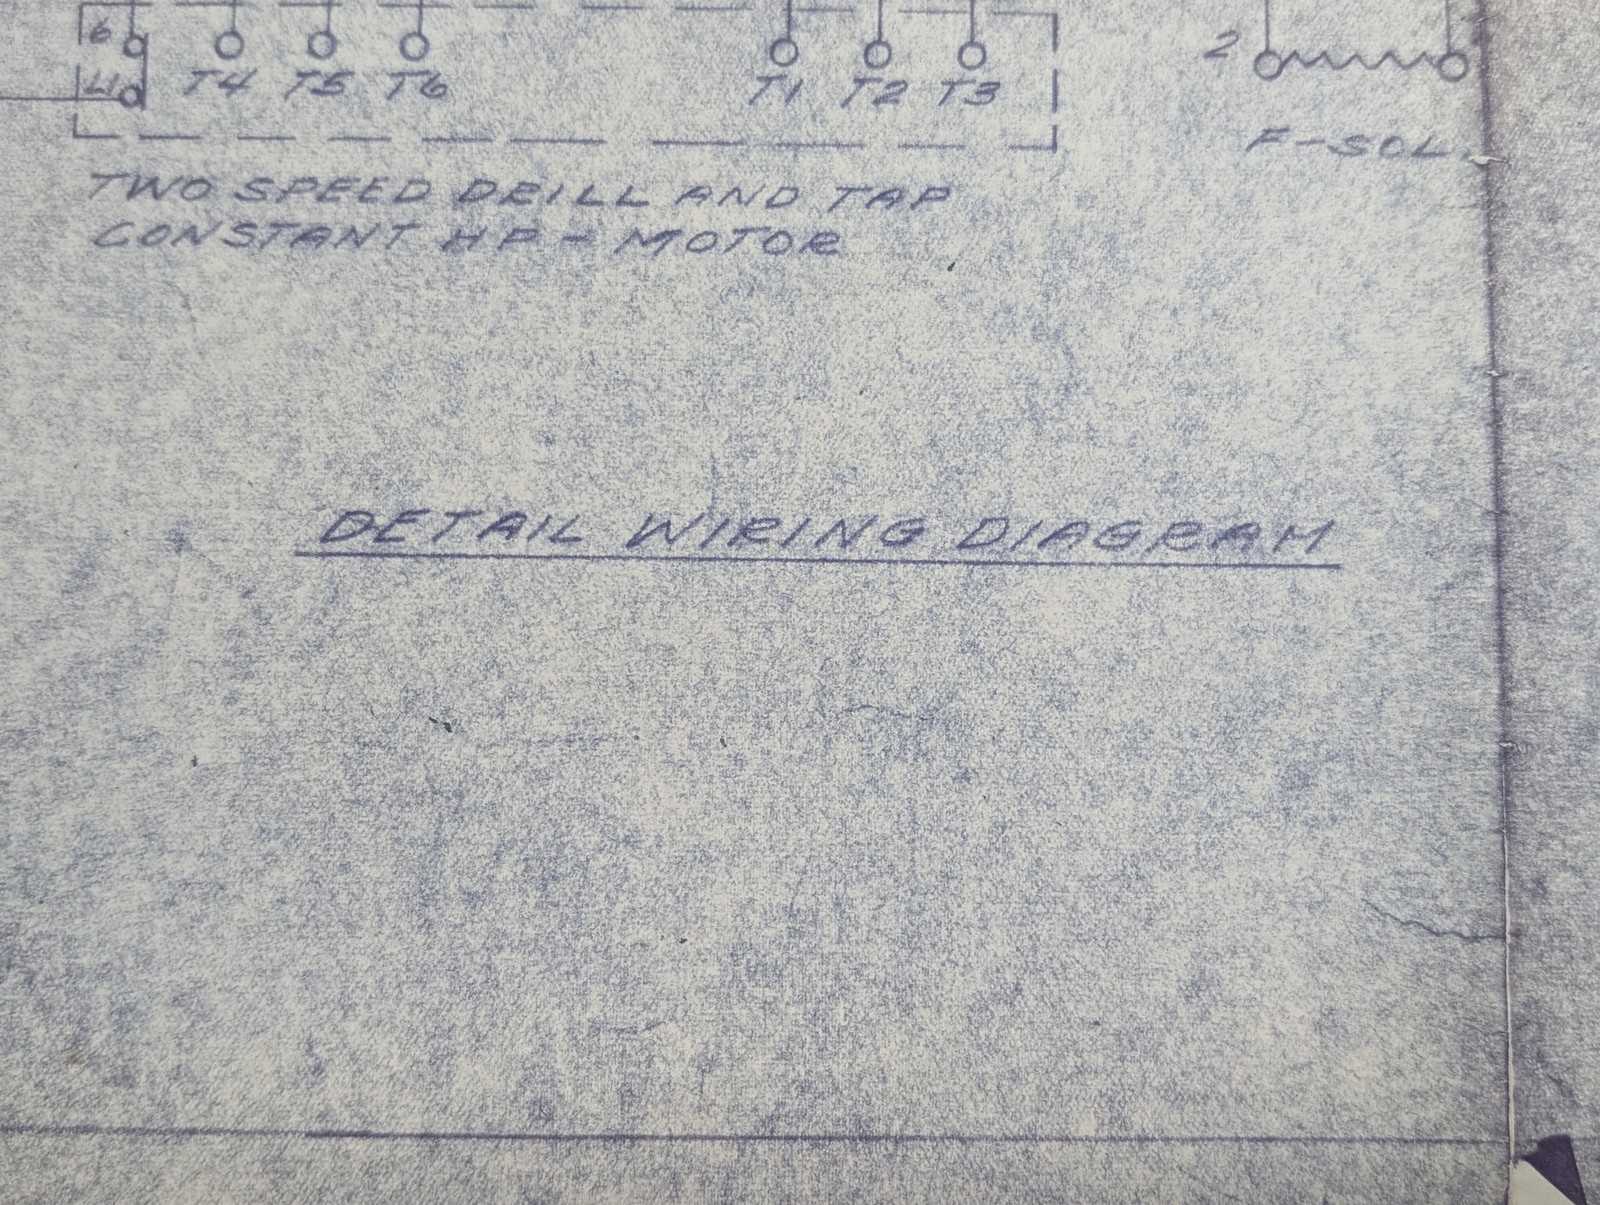 6
L1
T4 T5 T6
T1 T2 T3
2
F-SOL.
TWO SPEED DRILL AND TAP
CONSTANT HP - MOTOR
DETAIL WIRING DIAGRAM